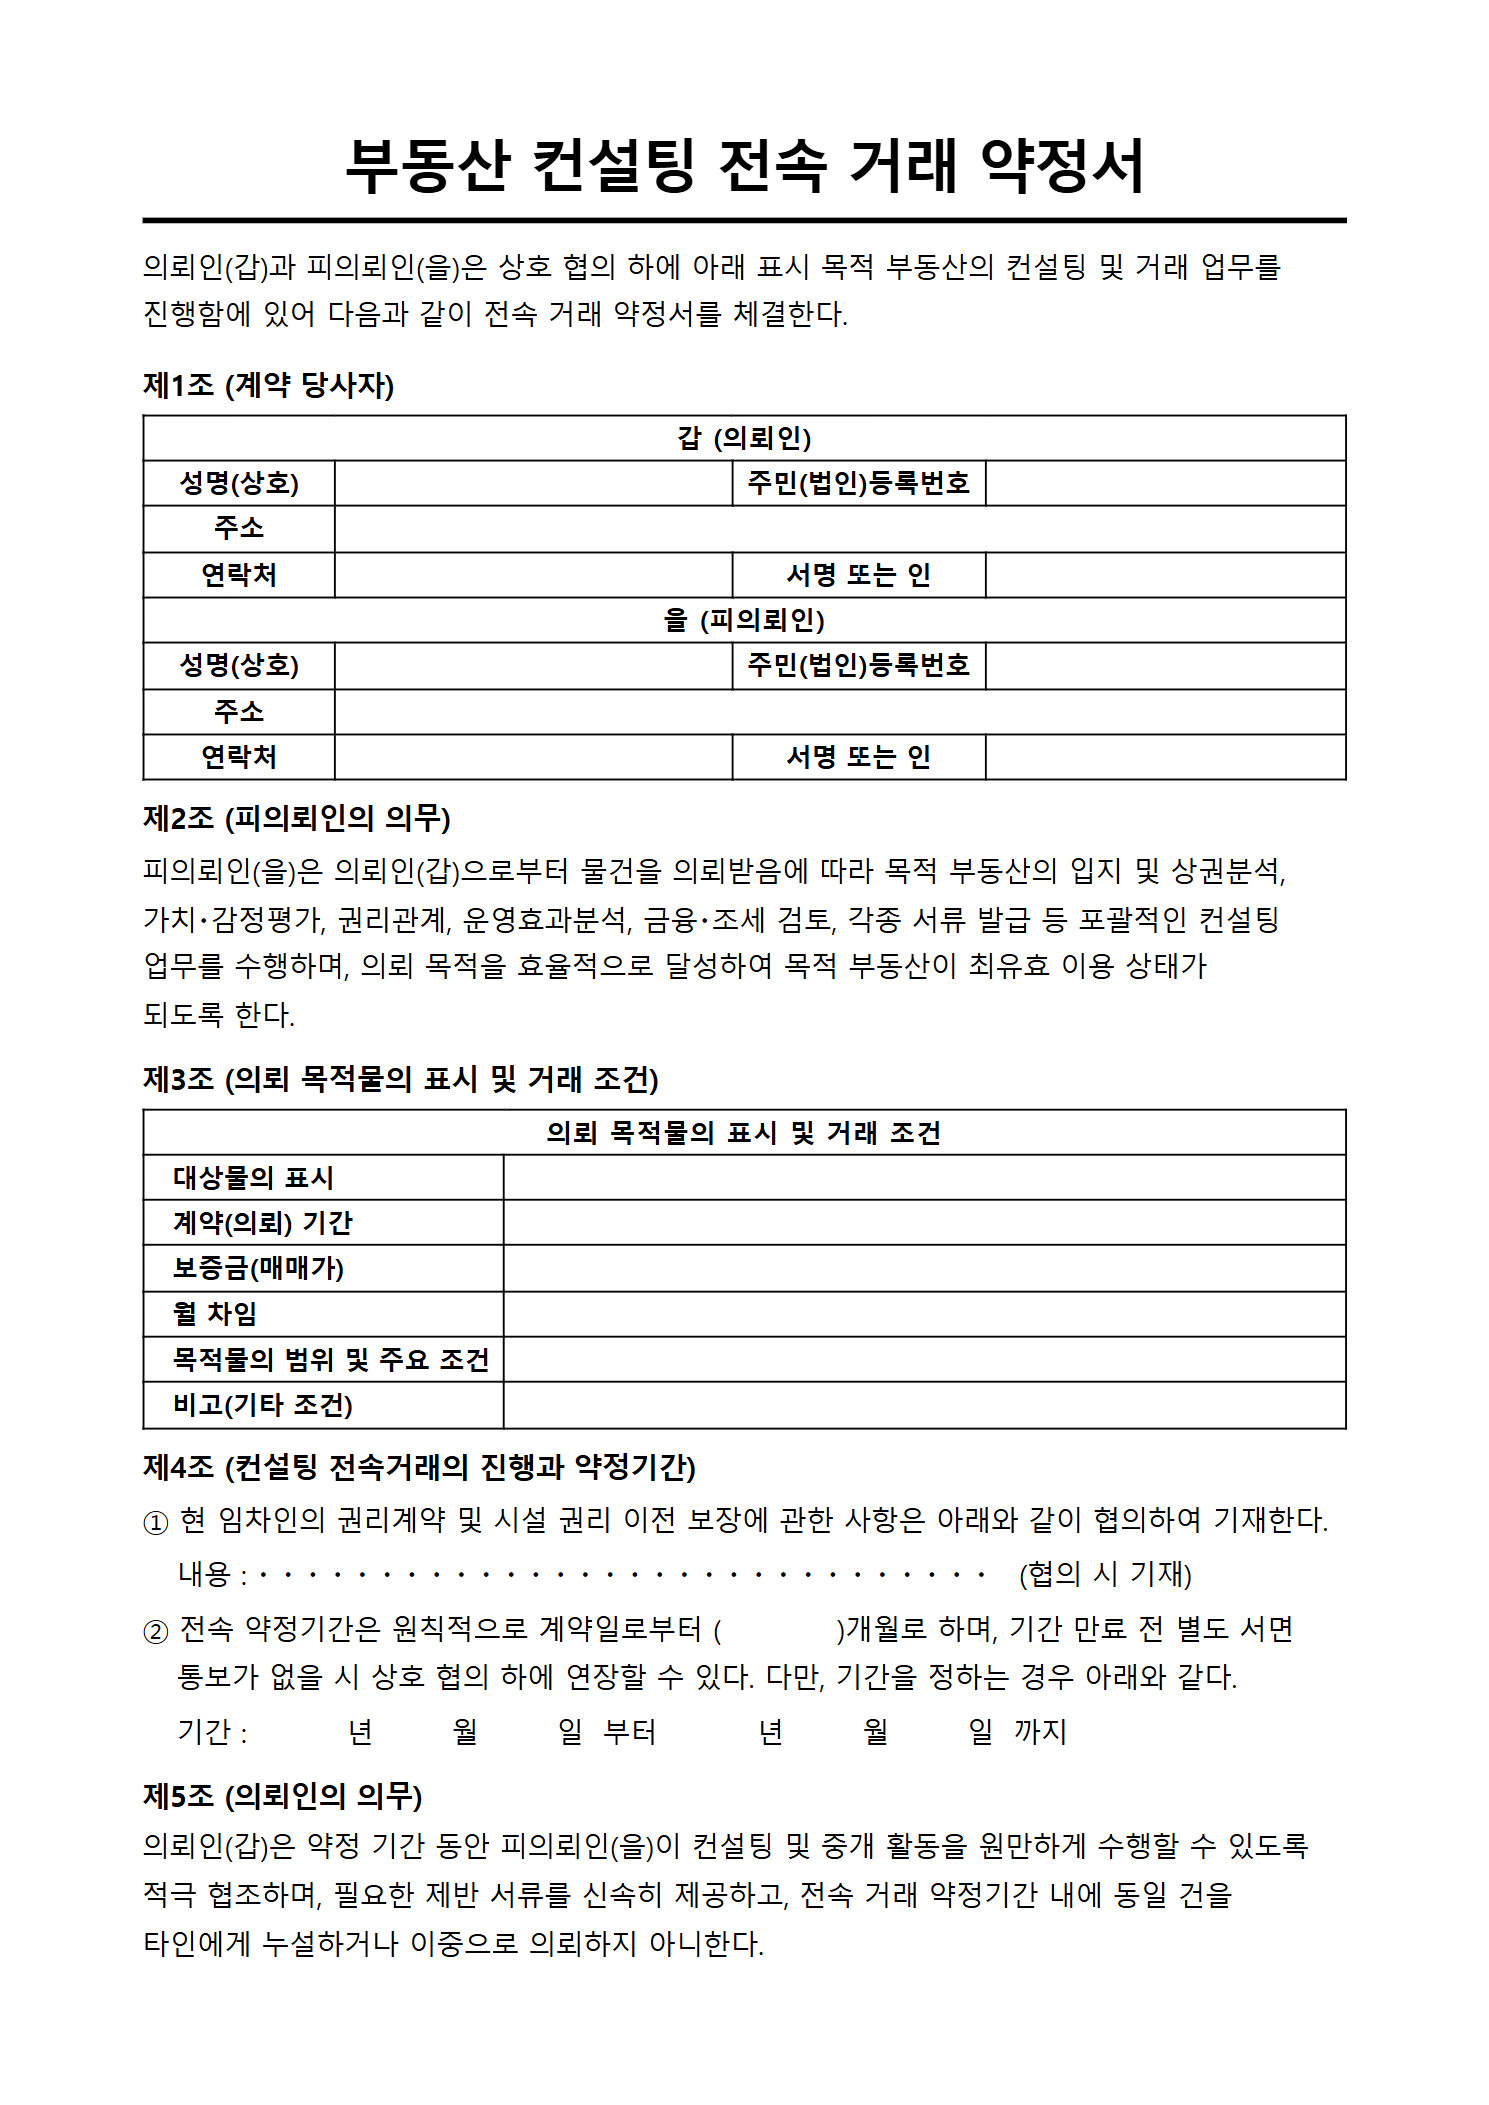 부동산 컨설팅 전속 거래 약정서
의뢰인(갑)과 피의뢰인(을)은 상호 협의 하에 아래 표시 목적 부동산의 컨설팅 및 거래 업무를
진행함에 있어 다음과 같이 전속 거래 약정서를 체결한다.
제1조 (계약 당사자)
갑 (의뢰인)
성명(상호) 주민(법인)등록번호
주소
연락처 서명 또는 인
을 (피의뢰인)
성명(상호) 주민(법인)등록번호
주소
연락처 서명 또는 인
제2조 (피의뢰인의 의무)
피의뢰인(을)은 의뢰인(갑)으로부터 물건을 의뢰받음에 따라 목적 부동산의 입지 및 상권분석,
가치·감정평가, 권리관계, 운영효과분석, 금융·조세 검토, 각종 서류 발급 등 포괄적인 컨설팅
업무를 수행하며, 의뢰 목적을 효율적으로 달성하여 목적 부동산이 최유효 이용 상태가
되도록 한다.
제3조 (의뢰 목적물의 표시 및 거래 조건)
의뢰 목적물의 표시 및 거래 조건
대상물의 표시
계약(의뢰) 기간
보증금(매매가)
월 차임
목적물의 범위 및 주요 조건
비고(기타 조건)
제4조 (컨설팅 전속거래의 진행과 약정기간)
① 현 임차인의 권리계약 및 시설 권리 이전 보장에 관한 사항은 아래와 같이 협의하여 기재한다.
내용 : · · · · · · · · · · · · · · · · · · · · · · · · · · · · · · (협의 시 기재)
② 전속 약정기간은 원칙적으로 계약일로부터 (          )개월로 하며, 기간 만료 전 별도 서면
통보가 없을 시 상호 협의 하에 연장할 수 있다. 다만, 기간을 정하는 경우 아래와 같다.
기간 :        년        월        일 부터        년        월        일 까지
제5조 (의뢰인의 의무)
의뢰인(갑)은 약정 기간 동안 피의뢰인(을)이 컨설팅 및 중개 활동을 원만하게 수행할 수 있도록
적극 협조하며, 필요한 제반 서류를 신속히 제공하고, 전속 거래 약정기간 내에 동일 건을
타인에게 누설하거나 이중으로 의뢰하지 아니한다.